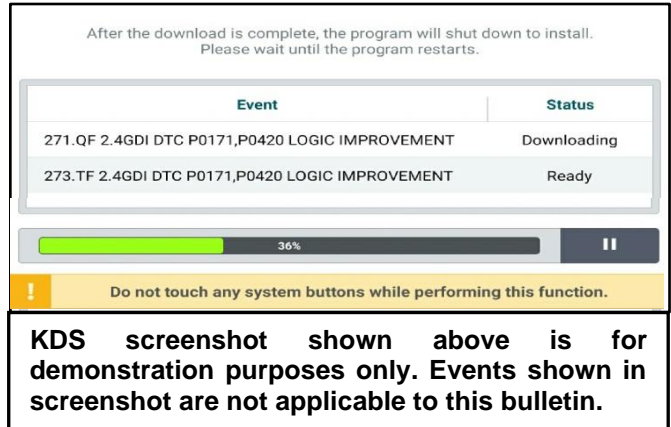 After the download is complete, the program will shut down to install.
Please wait until the program restarts.
Event Status
271.QF 2.4GDI DTC P0171,P0420 LOGIC IMPROVEMENT Downloading
273.TF 2.4GDI DTC P0171,P0420 LOGIC IMPROVEMENT Ready
36%
! Do not touch any system buttons while performing this function.
KDS screenshot shown above is for
demonstration purposes only. Events shown in
screenshot are not applicable to this bulletin.